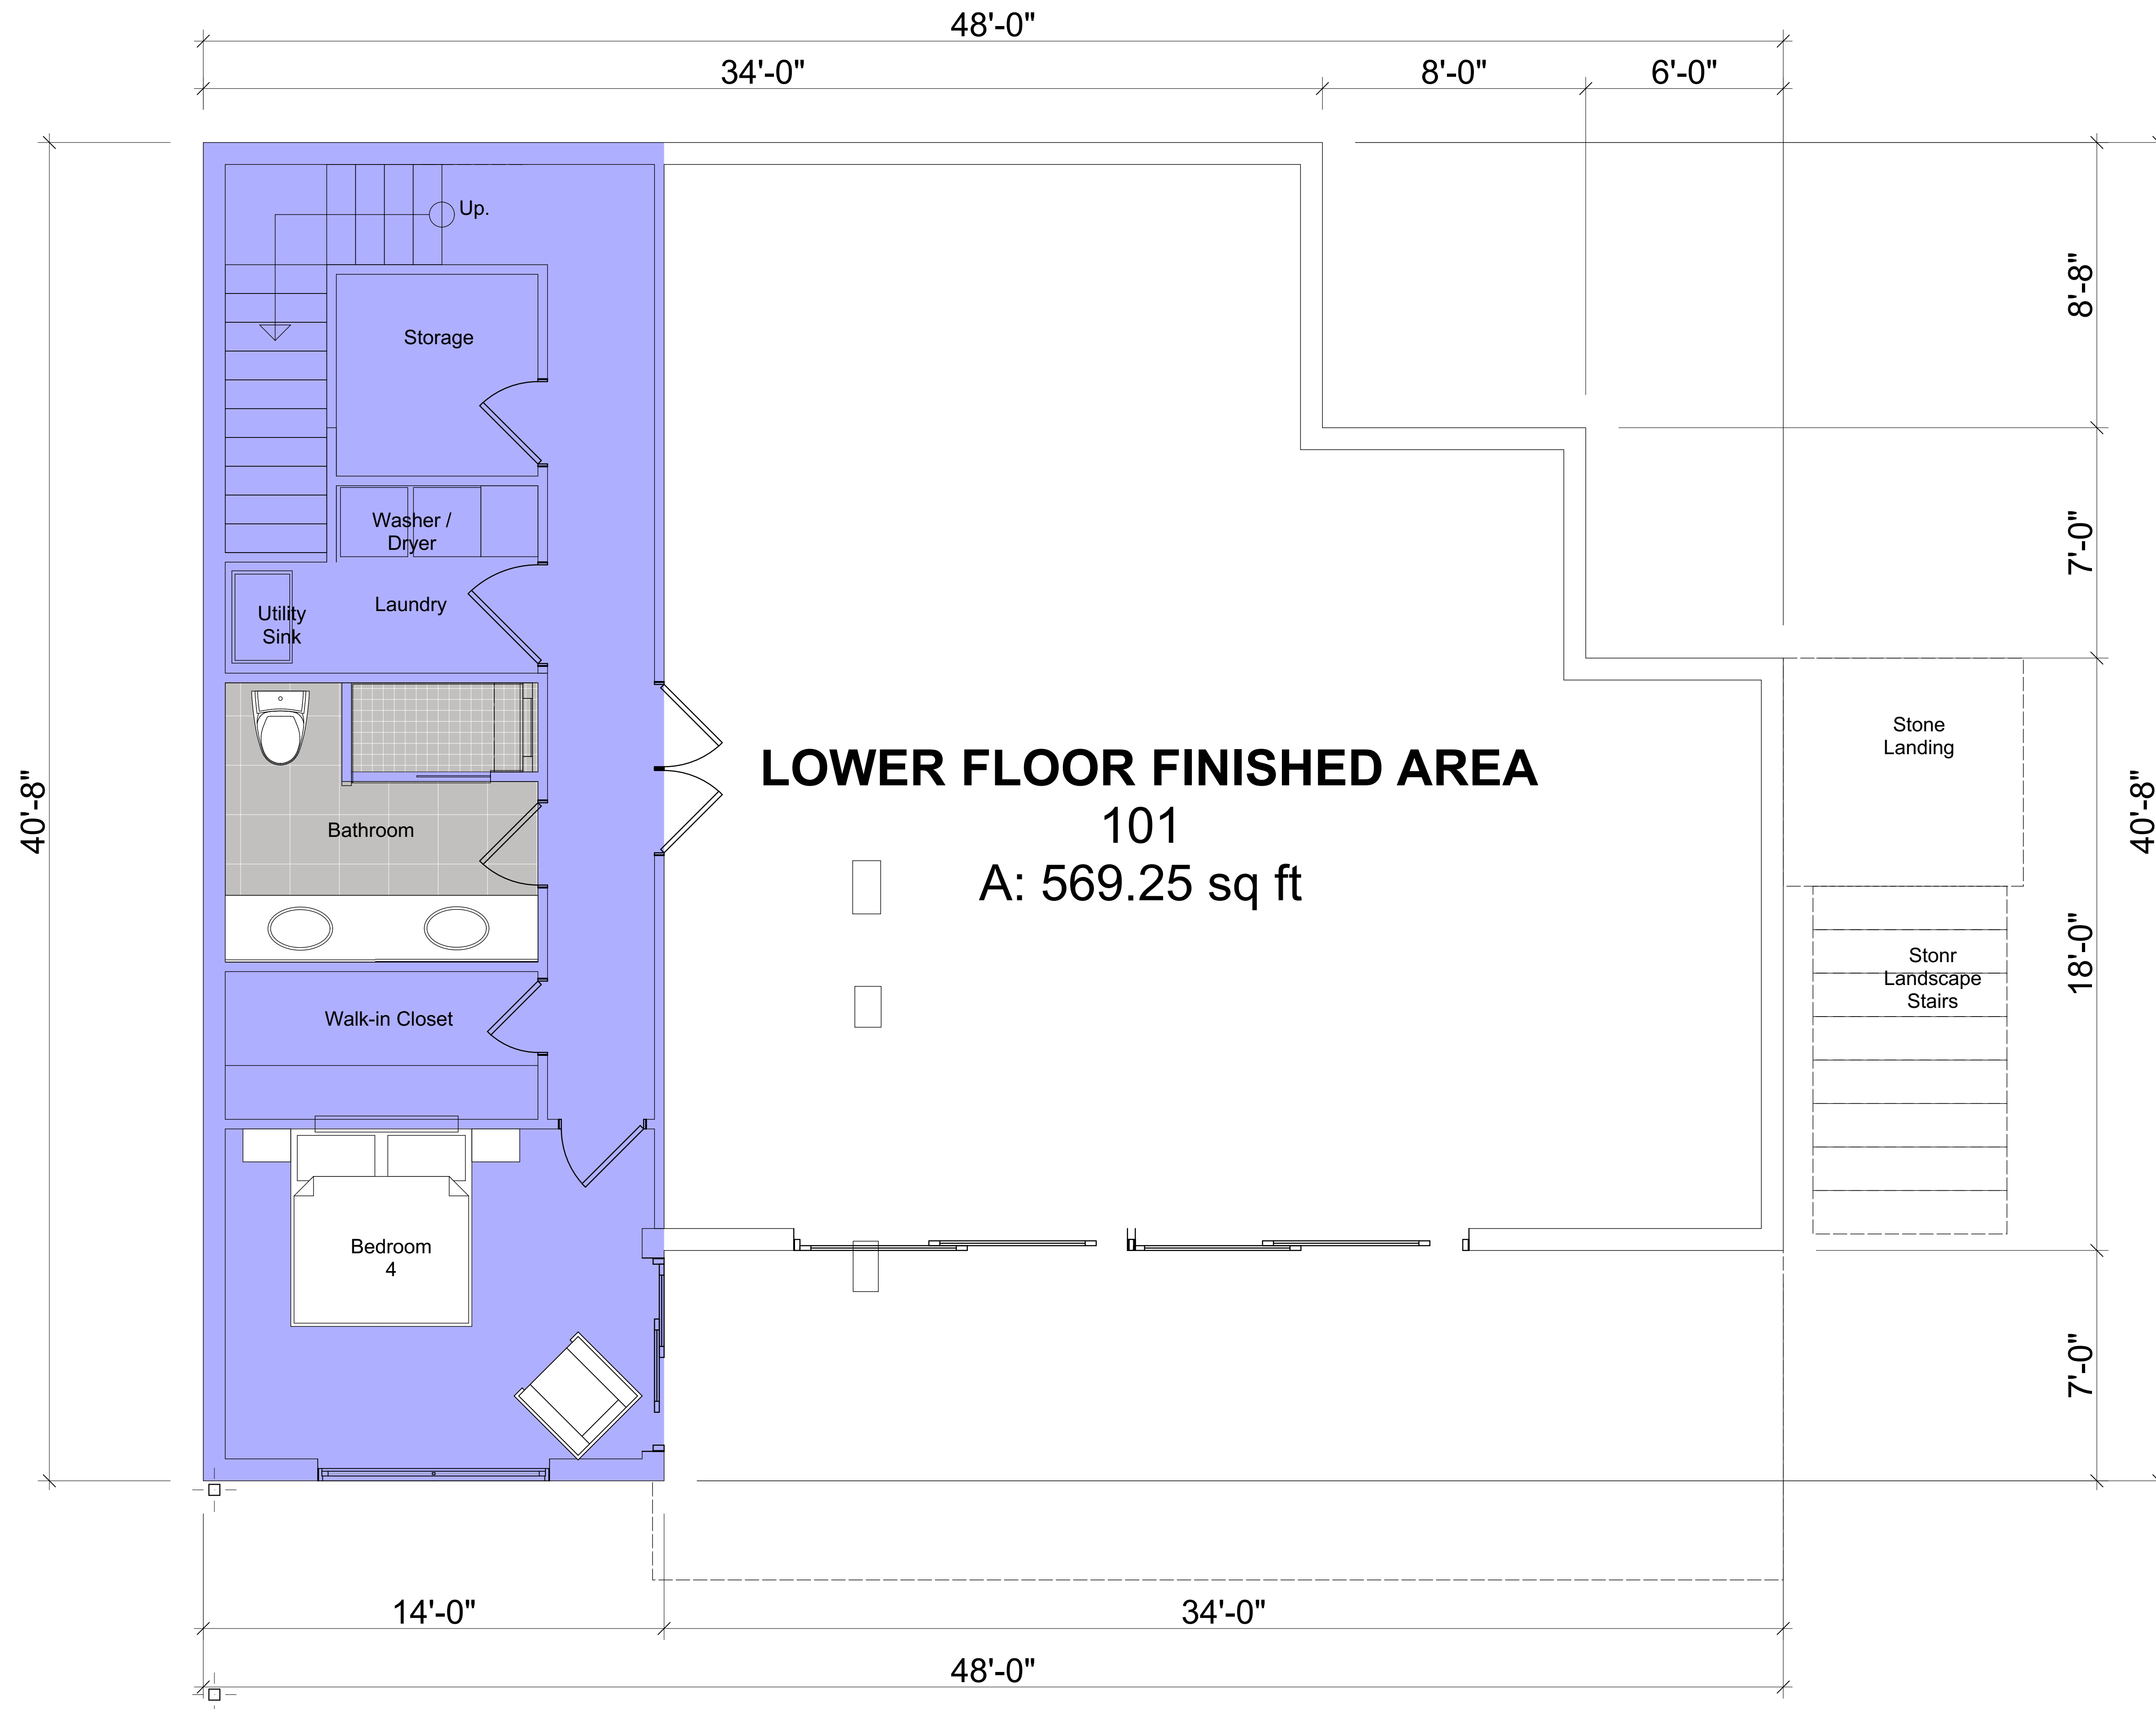 48'-0"
34'-0"
8'-0"
6'-0"
Up.
8'-8"
Storage
Washer /
Dryer
7'-0"
Utility
Sink
Laundry
Stone
Landing
LOWER FLOOR FINISHED AREA
101
A: 569.25 sq ft
40'-8"
40'-8"
Bathroom
18'-0"
Stonr
Landscape
Stairs
Walk-in Closet
Bedroom
4
7'-0"
14'-0"
34'-0"
48'-0"